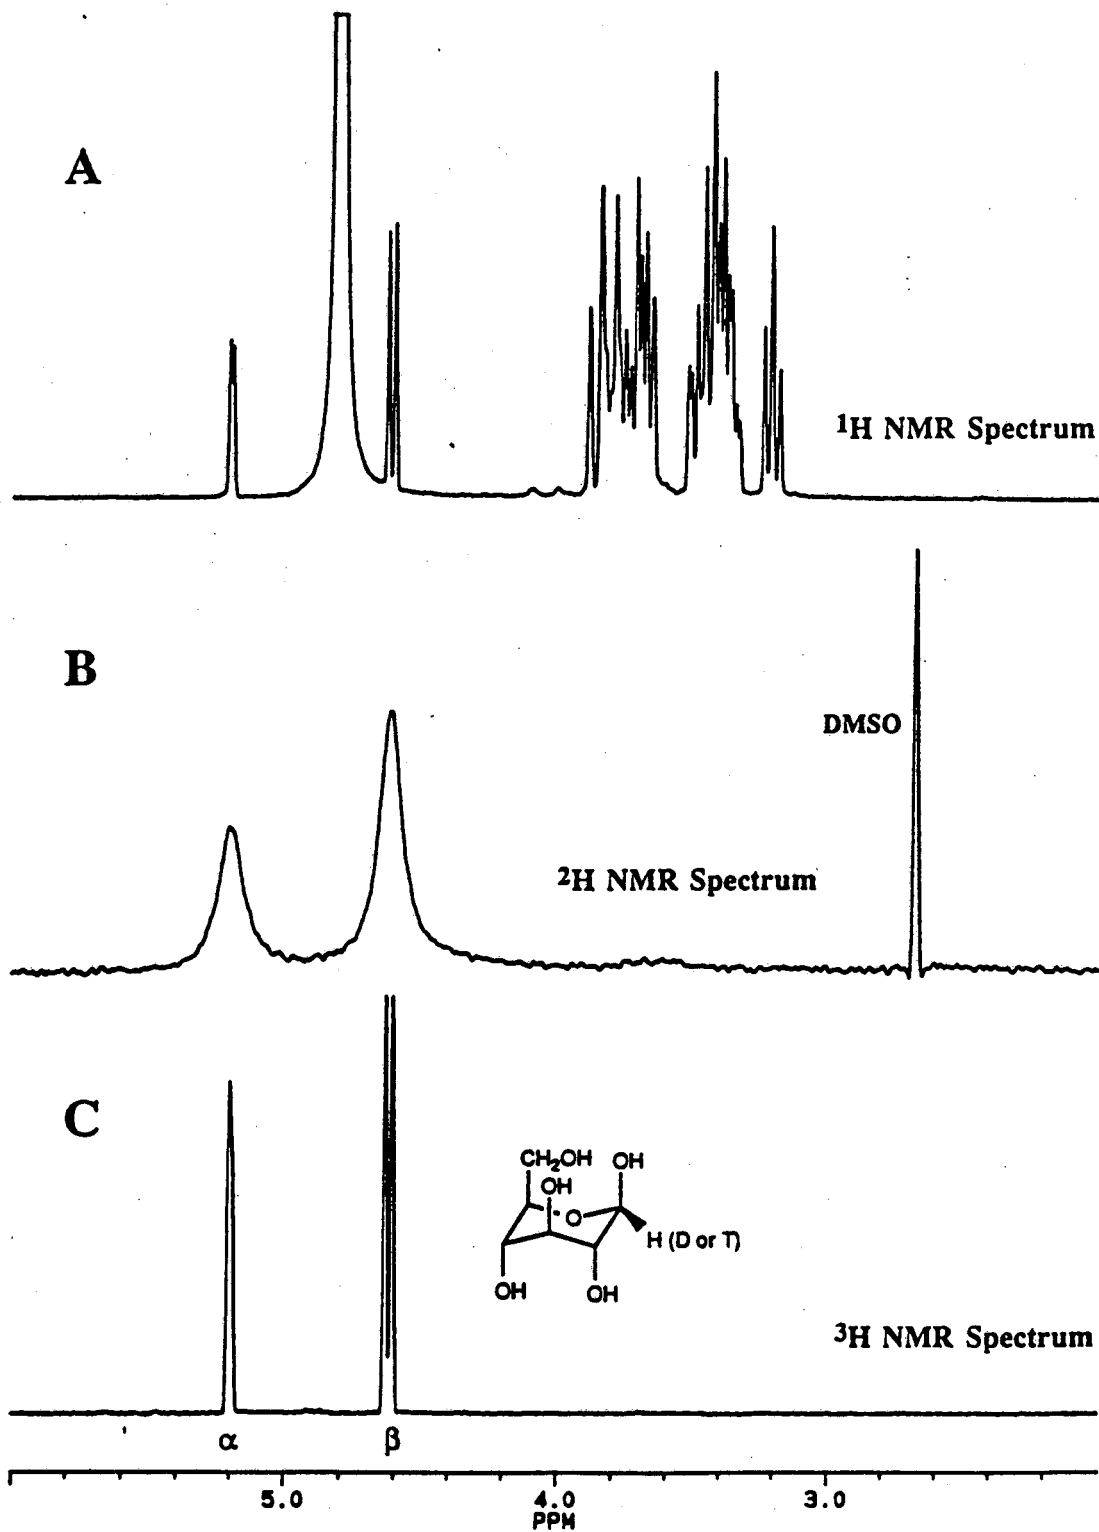 A
¹H NMR Spectrum
B
DMSO
²H NMR Spectrum
C
CH₂OH OH
OH
O
H (D or T)
OH OH
³H NMR Spectrum
α β
5.0 4.0 3.0
PPM